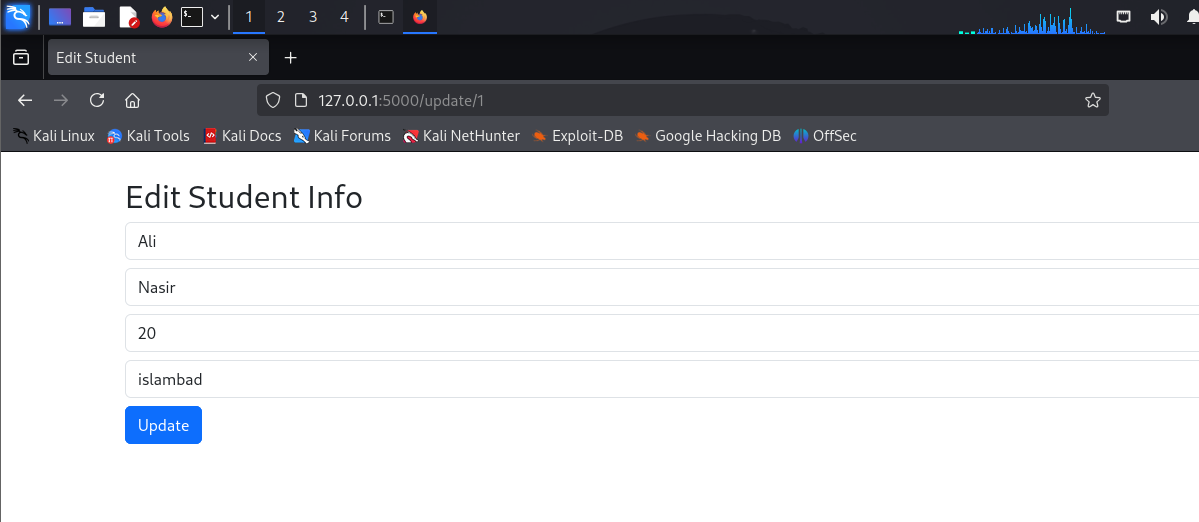 1 2 3 4
Edit Student
127.0.0.1:5000/update/1
Kali Linux Kali Tools Kali Docs Kali Forums Kali NetHunter Exploit-DB Google Hacking DB OffSec
Edit Student Info
Ali
Nasir
20
islambad
Update